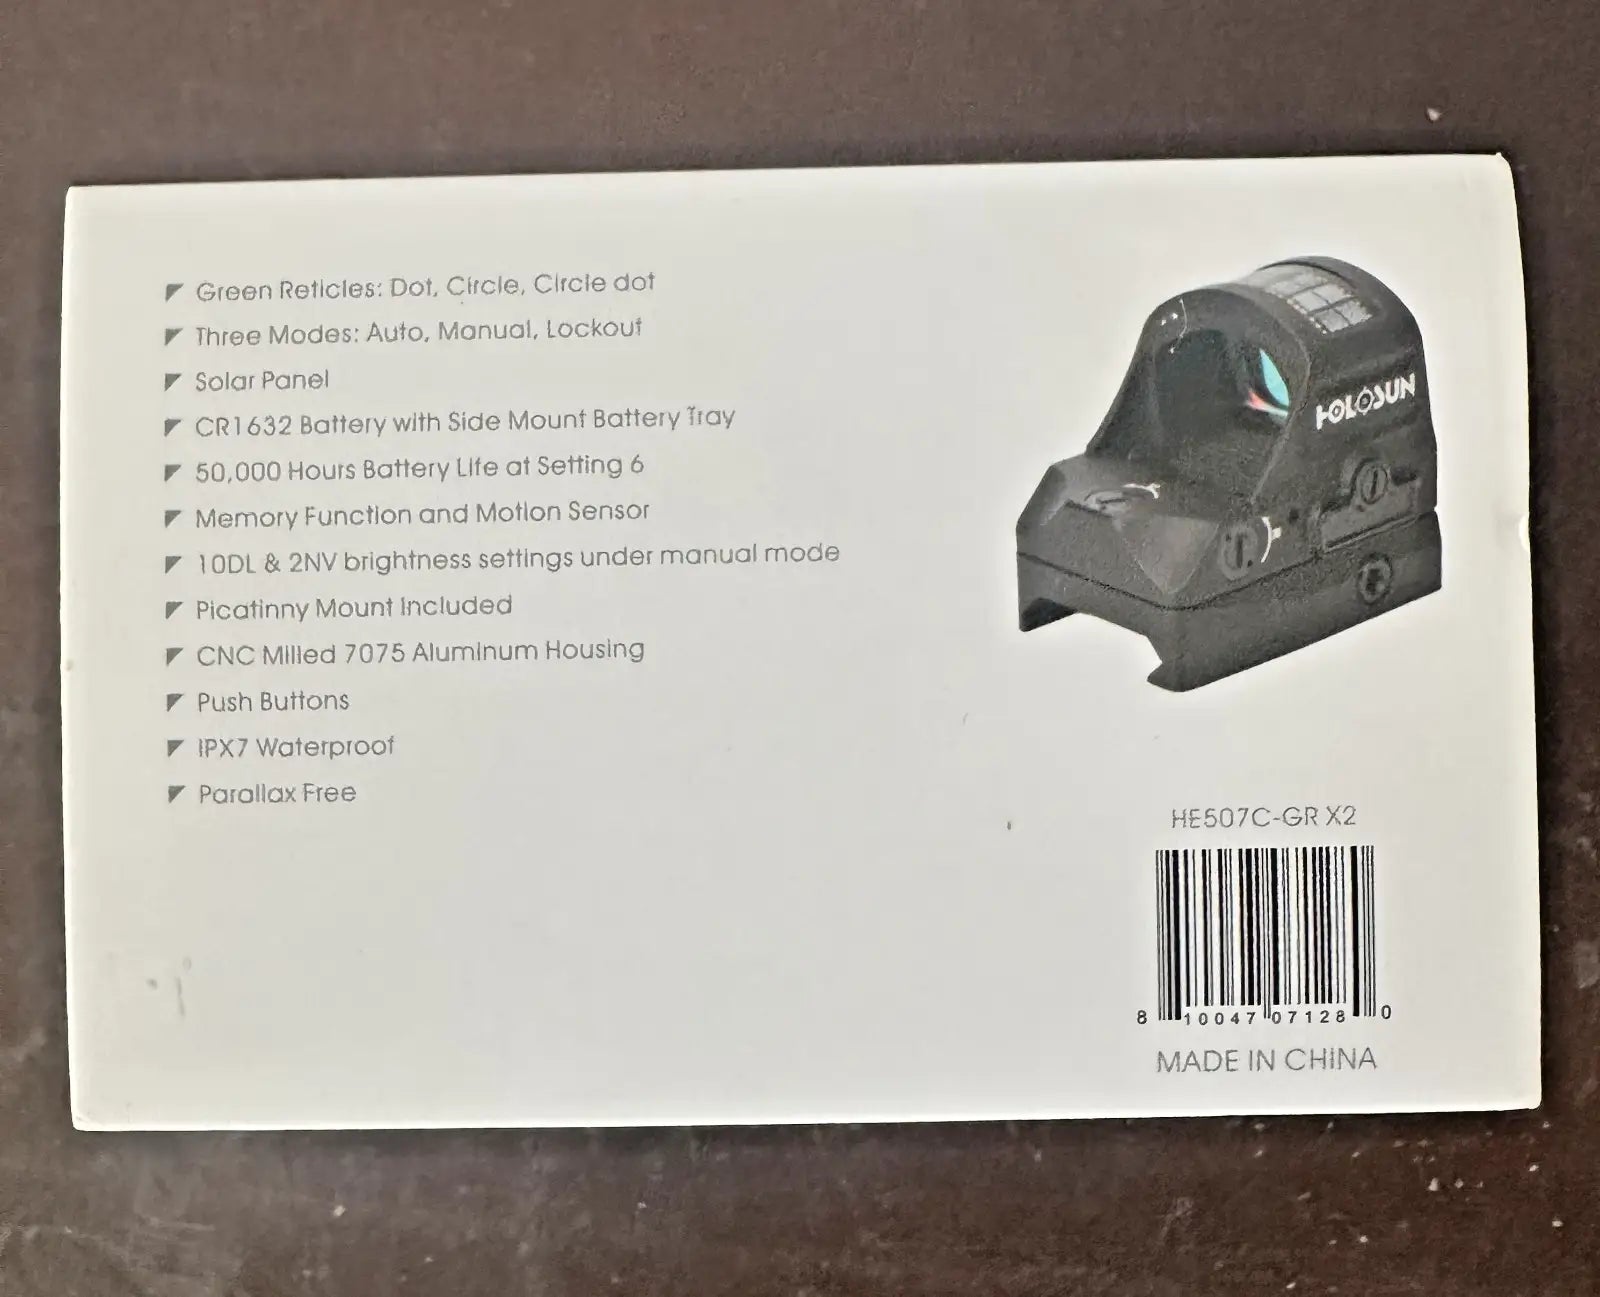 Green Reticles: Dot, Circle, Circle dot
Three Modes: Auto, Manual, Lockout
Solar Panel
CR1632 Battery with Side Mount Battery Tray
50,000 Hours Battery Life at Setting 6
Memory Function and Motion Sensor
10DL & 2NV brightness settings under manual mode
Picatinny Mount Included
CNC Milled 7075 Aluminum Housing
Push Buttons
IPX7 Waterproof
Parallax Free
HOLOSUN
HE507C-GR X2
8 10047 07128 0
MADE IN CHINA